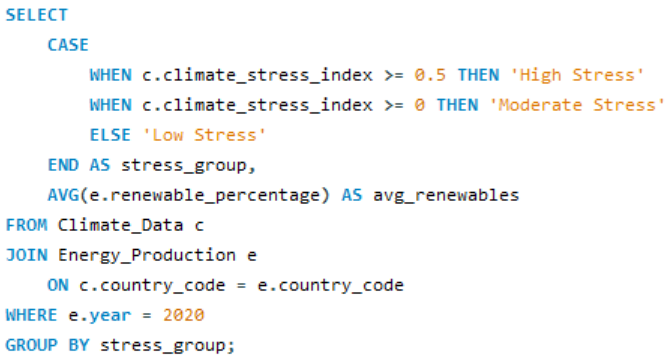 SELECT
    CASE
        WHEN c.climate_stress_index >= 0.5 THEN 'High Stress'
        WHEN c.climate_stress_index >= 0 THEN 'Moderate Stress'
        ELSE 'Low Stress'
    END AS stress_group,
    AVG(e.renewable_percentage) AS avg_renewables
FROM Climate_Data c
JOIN Energy_Production e
    ON c.country_code = e.country_code
WHERE e.year = 2020
GROUP BY stress_group;